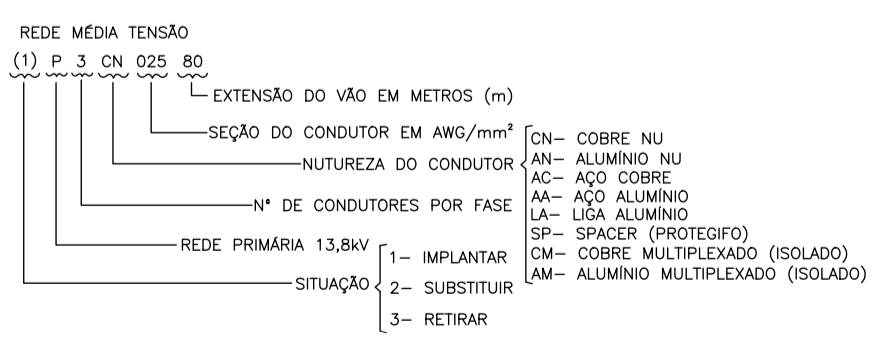 REDE MÉDIA TENSÃO
(1) P 3 CN 025 80
EXTENSÃO DO VÃO EM METROS (m)
SEÇÃO DO CONDUTOR EM AWG/mm²
NUTUREZA DO CONDUTOR
CN– COBRE NU
AN– ALUMÍNIO NU
AC– AÇO COBRE
AA– AÇO ALUMÍNIO
LA– LIGA ALUMÍNIO
SP– SPACER (PROTEGIFO)
CM– COBRE MULTIPLEXADO (ISOLADO)
AM– ALUMÍNIO MULTIPLEXADO (ISOLADO)
Nº DE CONDUTORES POR FASE
REDE PRIMÁRIA 13,8kV
SITUAÇÃO
1– IMPLANTAR
2– SUBSTITUIR
3– RETIRAR